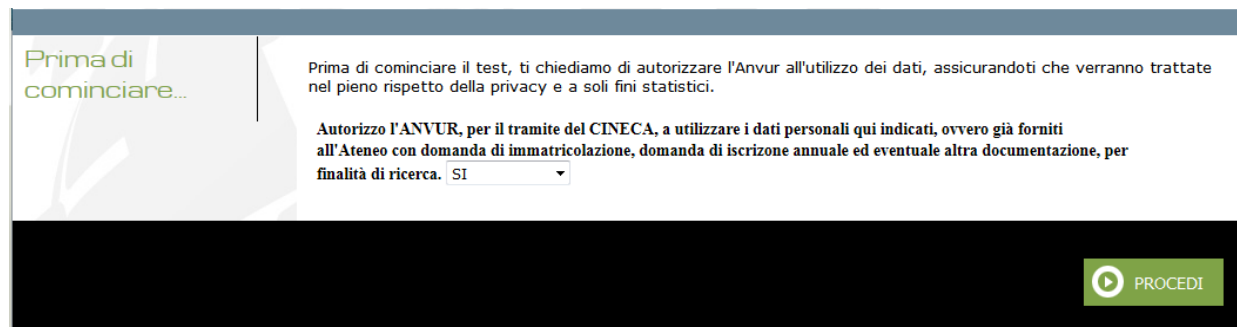 Prima di
cominciare...
Prima di cominciare il test, ti chiediamo di autorizzare l'Anvur all'utilizzo dei dati, assicurandoti che verranno trattate
nel pieno rispetto della privacy e a soli fini statistici.
Autorizzo l'ANVUR, per il tramite del CINECA, a utilizzare i dati personali qui indicati, ovvero già forniti
all'Ateneo con domanda di immatricolazione, domanda di iscrizone annuale ed eventuale altra documentazione, per
finalità di ricerca. SI
PROCEDI